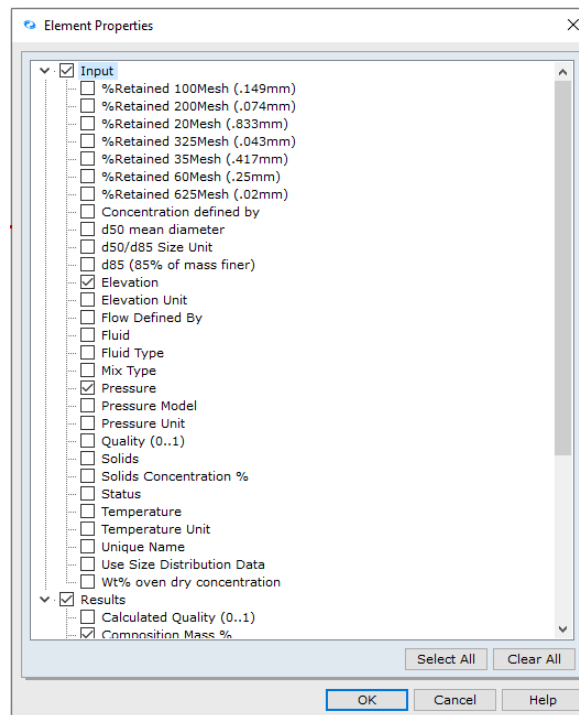 Element Properties
Input
%Retained 100Mesh (.149mm)
%Retained 200Mesh (.074mm)
%Retained 20Mesh (.833mm)
%Retained 325Mesh (.043mm)
%Retained 35Mesh (.417mm)
%Retained 60Mesh (.25mm)
%Retained 625Mesh (.02mm)
Concentration defined by
d50 mean diameter
d50/d85 Size Unit
d85 (85% of mass finer)
Elevation
Elevation Unit
Flow Defined By
Fluid
Fluid Type
Mix Type
Pressure
Pressure Model
Pressure Unit
Quality (0..1)
Solids
Solids Concentration %
Status
Temperature
Temperature Unit
Unique Name
Use Size Distribution Data
Wt% oven dry concentration
Results
Calculated Quality (0..1)
Composition Mass %
Select All Clear All
OK Cancel Help